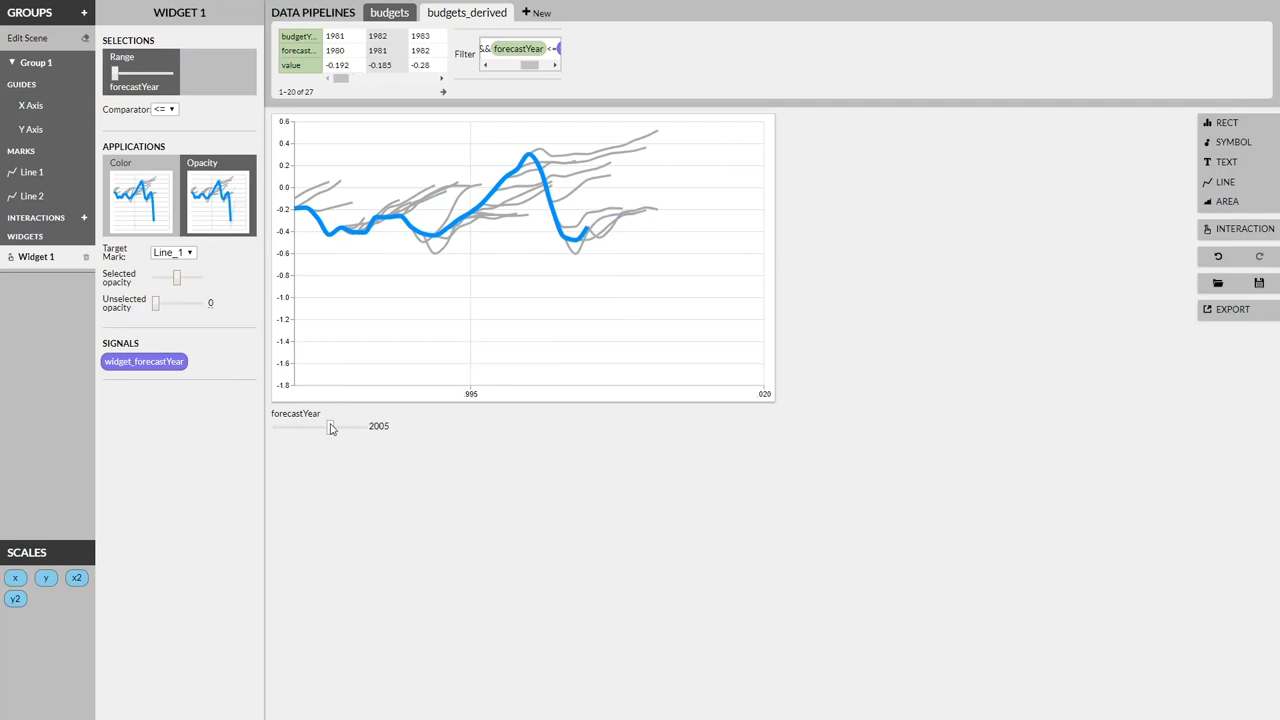 GROUPS +
Edit Scene
Group 1
GUIDES
X Axis
Y Axis
MARKS
Line 1
Line 2
INTERACTIONS +
WIDGETS
Widget 1
SCALES
x y x2
y2
WIDGET 1
SELECTIONS
Range
forecastYear
Comparator: <=
APPLICATIONS
Color Opacity
Target Mark: Line_1
Selected opacity
Unselected opacity 0
SIGNALS
widget_forecastYear
DATA PIPELINES budgets budgets_derived + New
budgetY... 1981 1982 1983
forecast... 1980 1981 1982
value -0.192 -0.185 -0.28
1–20 of 27
Filter && forecastYear <=
0.6
0.4
0.2
0.0
-0.2
-0.4
-0.6
-0.8
-1.0
-1.2
-1.4
-1.6
-1.8
.995 .020
forecastYear
2005
RECT
SYMBOL
TEXT
LINE
AREA
INTERACTION
EXPORT